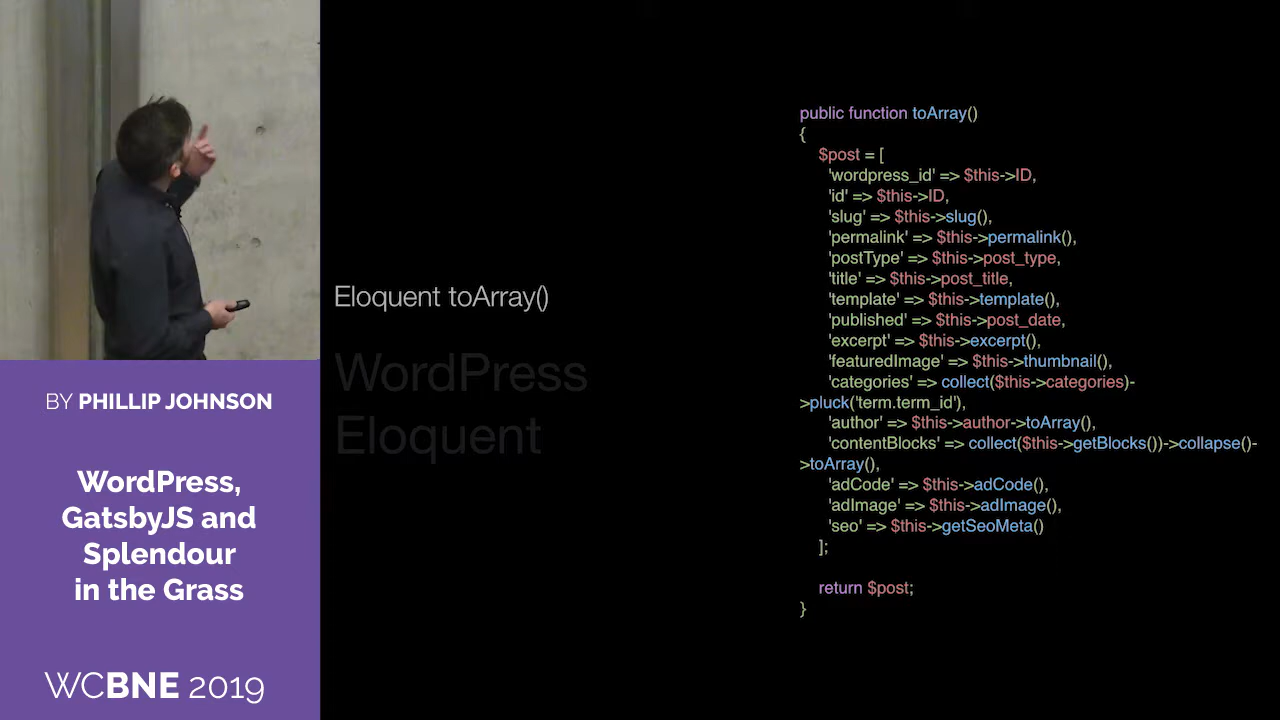 BY PHILLIP JOHNSON
WordPress,
GatsbyJS and
Splendour
in the Grass
WCBNE 2019
Eloquent toArray()
WordPress
Eloquent
public function toArray()
{
$post = [
'wordpress_id' => $this->ID,
'id' => $this->ID,
'slug' => $this->slug(),
'permalink' => $this->permalink(),
'postType' => $this->post_type,
'title' => $this->post_title,
'template' => $this->template(),
'published' => $this->post_date,
'excerpt' => $this->excerpt(),
'featuredImage' => $this->thumbnail(),
'categories' => collect($this->categories)-
>pluck('term.term_id'),
'author' => $this->author->toArray(),
'contentBlocks' => collect($this->getBlocks())->collapse()-
>toArray(),
'adCode' => $this->adCode(),
'adImage' => $this->adImage(),
'seo' => $this->getSeoMeta()
];
return $post;
}